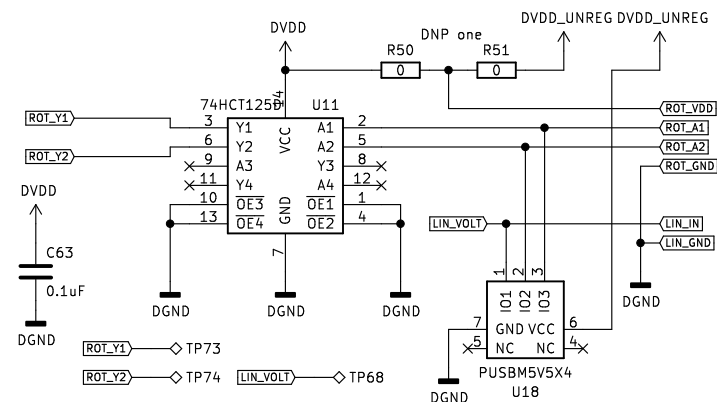 DVDD_UNREG DVDD_UNREG
DVDD
DNP one
R50 R51
0 0
74HCT125D U11
14
ROT_Y1 3 Y1 VCC A1 2 ROT_VDD
ROT_A1
ROT_Y2 6 Y2 A2 5 ROT_A2
9 A3 Y3 8 ROT_GND
11 Y4 A4 12
DVDD
10 OE3 GND OE1 1
13 OE4 OE2 4 LIN_VOLT LIN_IN
LIN_GND
7
C63
0.1uF
1 2 3
IO1 IO2 IO3
DGND DGND DGND DGND
DGND
7 GND VCC 6
5 NC NC 4
ROT_Y1 TP73
PUSBM5V5X4
ROT_Y2 TP74 LIN_VOLT TP68
U18
DGND